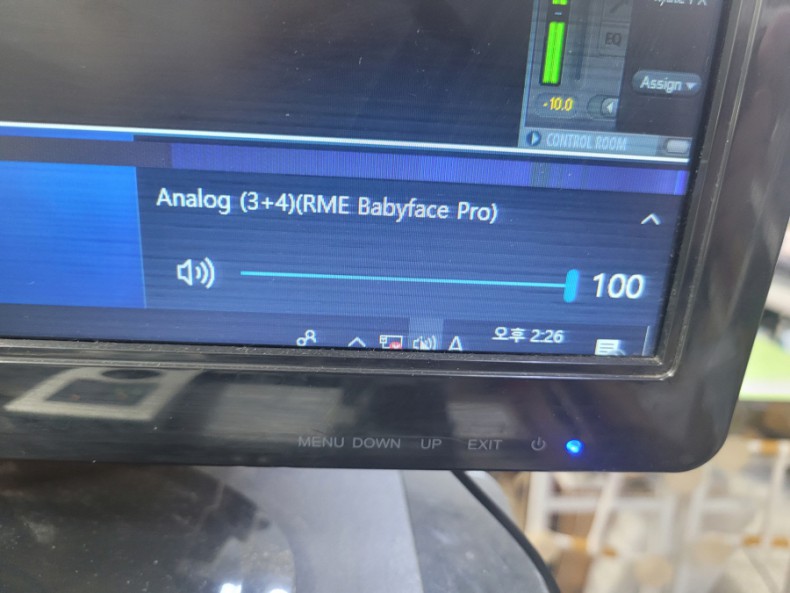 EQ
Assign
-10.0
CONTROL ROOM
Analog (3+4)(RME Babyface Pro)
100
A
오후 2:26
MENU DOWN UP EXIT